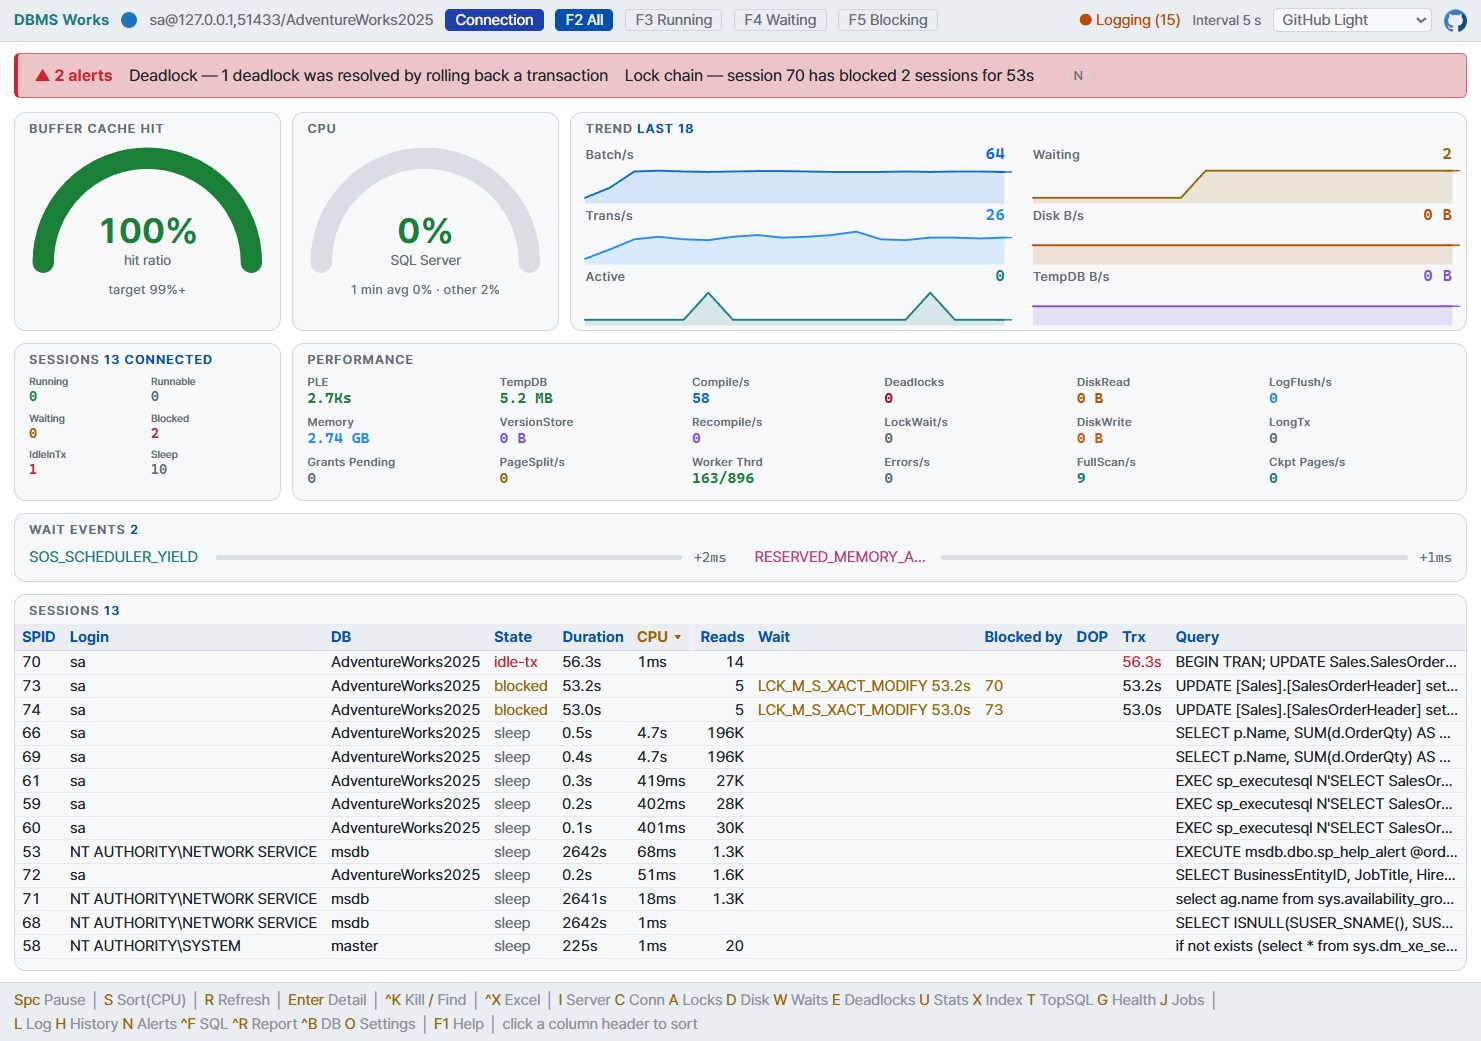 DBMS Works sa@127.0.0.1,51433/AdventureWorks2025 Connection F2 All F3 Running F4 Waiting F5 Blocking Logging (15) Interval 5 s GitHub Light
▲ 2 alerts Deadlock — 1 deadlock was resolved by rolling back a transaction Lock chain — session 70 has blocked 2 sessions for 53s N
BUFFER CACHE HIT
100%
hit ratio
target 99%+
CPU
0%
SQL Server
1 min avg 0% · other 2%
TREND LAST 18
Batch/s 64
Waiting 2
Trans/s 26
Disk B/s 0 B
Active 0
TempDB B/s 0 B
SESSIONS 13 CONNECTED
Running Runnable
0 0
Waiting Blocked
0 2
IdleInTx Sleep
1 10
PERFORMANCE
PLE TempDB Compile/s Deadlocks DiskRead LogFlush/s
2.7Ks 5.2 MB 58 0 0 B 0
Memory VersionStore Recompile/s LockWait/s DiskWrite LongTx
2.74 GB 0 B 0 0 0 B 0
Grants Pending PageSplit/s Worker Thrd Errors/s FullScan/s Ckpt Pages/s
0 0 163/896 0 9 0
WAIT EVENTS 2
SOS_SCHEDULER_YIELD +2ms RESERVED_MEMORY_A... +1ms
SESSIONS 13
SPID Login DB State Duration CPU ▼ Reads Wait Blocked by DOP Trx Query
70 sa AdventureWorks2025 idle-tx 56.3s 1ms 14 56.3s BEGIN TRAN; UPDATE Sales.SalesOrder...
73 sa AdventureWorks2025 blocked 53.2s 5 LCK_M_S_XACT_MODIFY 53.2s 70 53.2s UPDATE [Sales].[SalesOrderHeader] set...
74 sa AdventureWorks2025 blocked 53.0s 5 LCK_M_S_XACT_MODIFY 53.0s 73 53.0s UPDATE [Sales].[SalesOrderHeader] set...
66 sa AdventureWorks2025 sleep 0.5s 4.7s 196K SELECT p.Name, SUM(d.OrderQty) AS ...
69 sa AdventureWorks2025 sleep 0.4s 4.7s 196K SELECT p.Name, SUM(d.OrderQty) AS ...
61 sa AdventureWorks2025 sleep 0.3s 419ms 27K EXEC sp_executesql N'SELECT SalesOr...
59 sa AdventureWorks2025 sleep 0.2s 402ms 28K EXEC sp_executesql N'SELECT SalesOr...
60 sa AdventureWorks2025 sleep 0.1s 401ms 30K EXEC sp_executesql N'SELECT SalesOr...
53 NT AUTHORITY\NETWORK SERVICE msdb sleep 2642s 68ms 1.3K EXECUTE msdb.dbo.sp_help_alert @ord...
72 sa AdventureWorks2025 sleep 0.2s 51ms 1.6K SELECT BusinessEntityID, JobTitle, Hire...
71 NT AUTHORITY\NETWORK SERVICE msdb sleep 2641s 18ms 1.3K select ag.name from sys.availability_gro...
68 NT AUTHORITY\NETWORK SERVICE msdb sleep 2642s 1ms SELECT ISNULL(SUSER_SNAME(), SUS...
58 NT AUTHORITY\SYSTEM master sleep 225s 1ms 20 if not exists (select * from sys.dm_xe_se...
Spc Pause | S Sort(CPU) | R Refresh | Enter Detail | ^K Kill / Find | ^X Excel | I Server C Conn A Locks D Disk W Waits E Deadlocks U Stats X Index T TopSQL G Health J Jobs |
L Log H History N Alerts ^F SQL ^R Report ^B DB O Settings | F1 Help | click a column header to sort